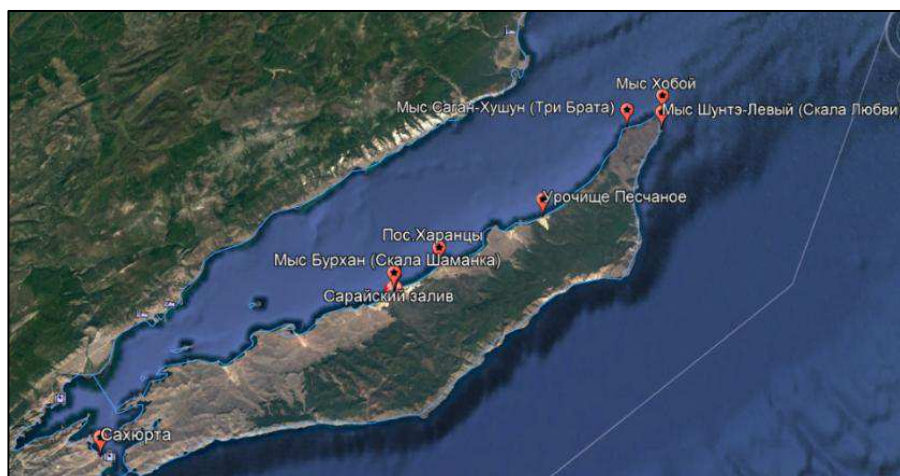 Мыс Хобой
Мыс Саган-Хушун (Три Брата)
Мыс Шунтэ-Левый (Скала Любви
Урочище Песчаное
Пос.Харанцы
Мыс Бурхан (Скала Шаманка)
Сарайский залив
Сахюрта